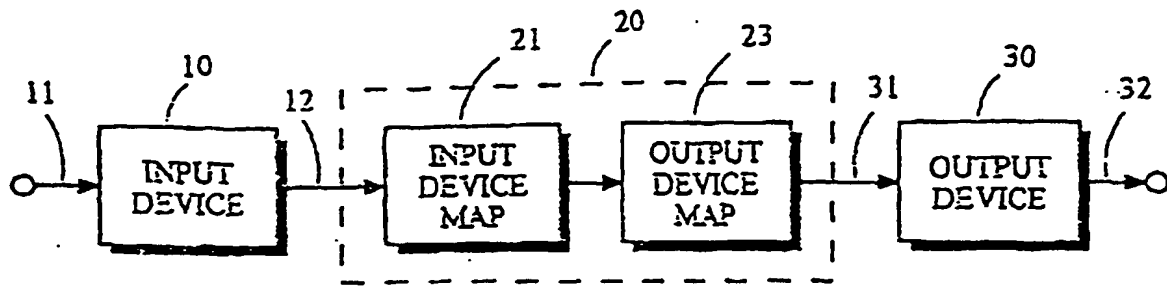 20
21
23
10
30
11
12
31
32
INPUT
DEVICE
INPUT
DEVICE
MAP
OUTPUT
DEVICE
MAP
OUTPUT
DEVICE